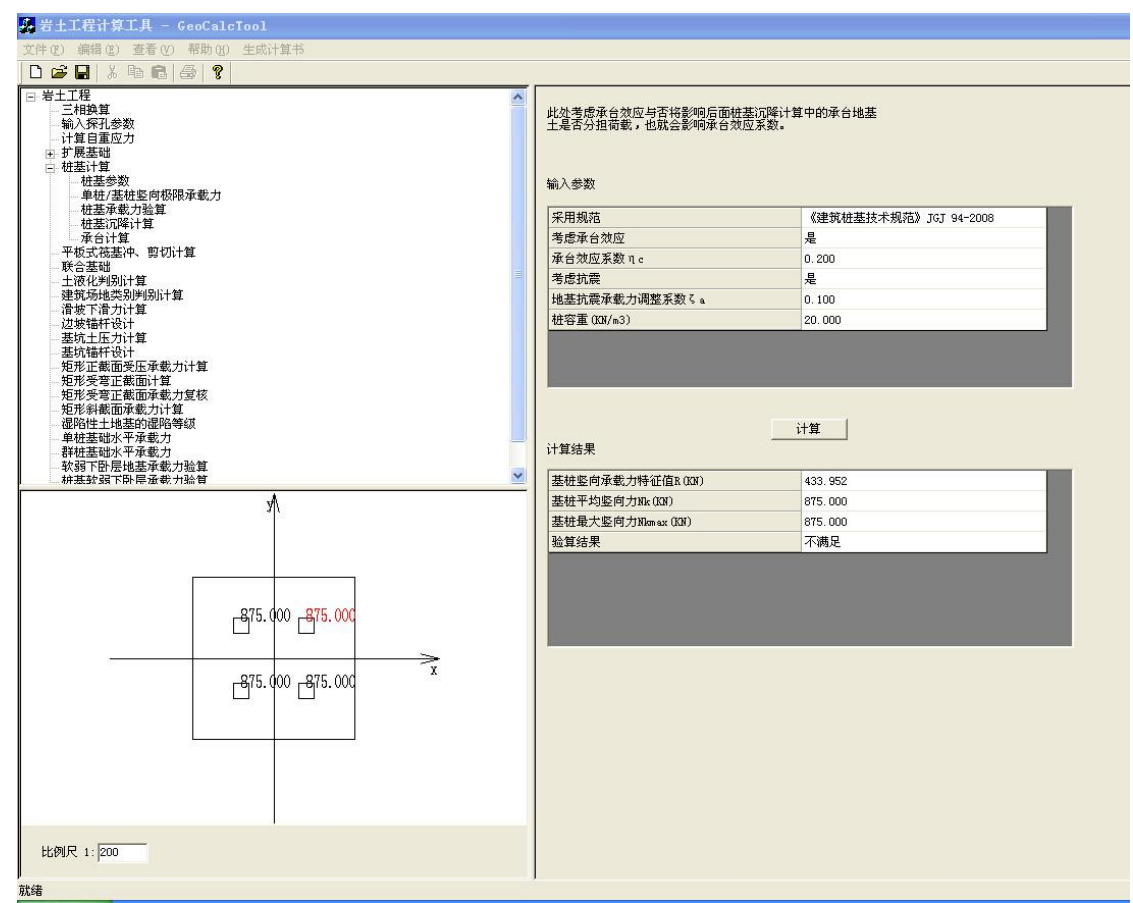 岩土工程计算工具 - GeoCalcTool
文件(F) 编辑(E) 查看(V) 帮助(H) 生成计算书
岩土工程
三相换算
输入探孔参数
计算自重应力
扩展基础
桩基计算
桩基参数
单桩/基桩竖向极限承载力
桩基承载力验算
桩基沉降计算
承台计算
平板式筏基冲、剪切计算
联合基础
土液化判别计算
建筑场地类别判别计算
滑坡下滑力计算
边坡锚杆设计
基坑土压力计算
基坑锚杆设计
矩形正截面受压承载力计算
矩形受弯正截面计算
矩形受弯正截面承载力复核
矩形斜截面承载力计算
湿陷性土地基的湿陷等级
单桩基础水平承载力
群桩基础水平承载力
软弱下卧层地基承载力验算
桩基软弱下卧层承载力验算
y
875.000 875.000
x
875.000 875.000
比例尺 1: 200
此处考虑承台效应与否将影响后面桩基沉降计算中的承台地基
土是否分担荷载，也就会影响承台效应系数。
输入参数
采用规范 《建筑桩基技术规范》JGJ 94-2008
考虑承台效应 是
承台效应系数ηc 0.200
考虑抗震 是
地基抗震承载力调整系数ζa 0.100
桩容重(KN/m3) 20.000
计算
计算结果
基桩竖向承载力特征值R(KN) 433.952
基桩平均竖向力Nk(KN) 875.000
基桩最大竖向力Nkmax(KN) 875.000
验算结果 不满足
就绪